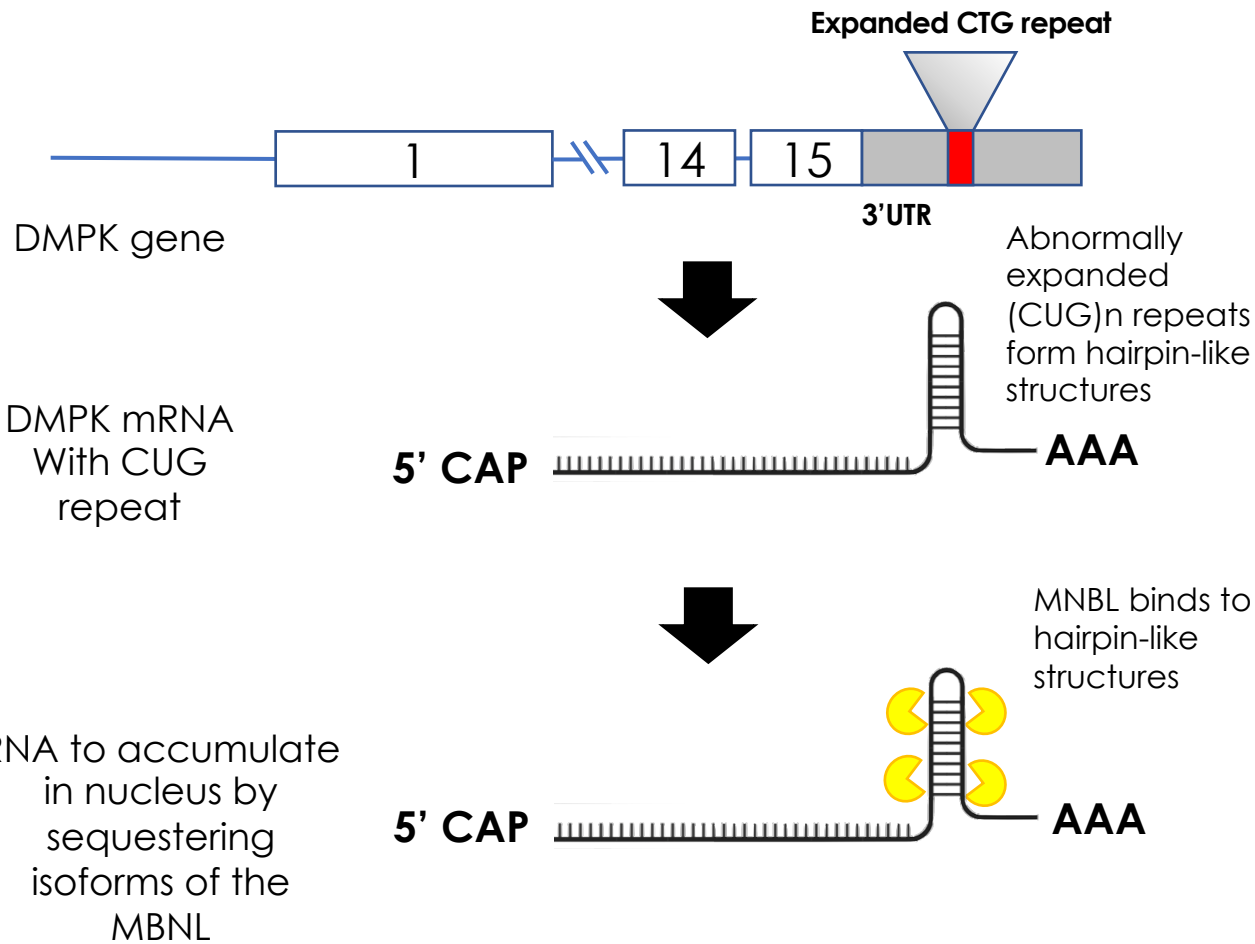 Expanded CTG repeat
1
14
15
3'UTR
DMPK gene
Abnormally
expanded
(CUG)n repeats
form hairpin-like
structures
DMPK mRNA
With CUG
repeat
5' CAP
AAA
MNBL binds to
hairpin-like
structures
to accumulate
in nucleus by
sequestering
isoforms of the
MBNL
5' CAP
AAA